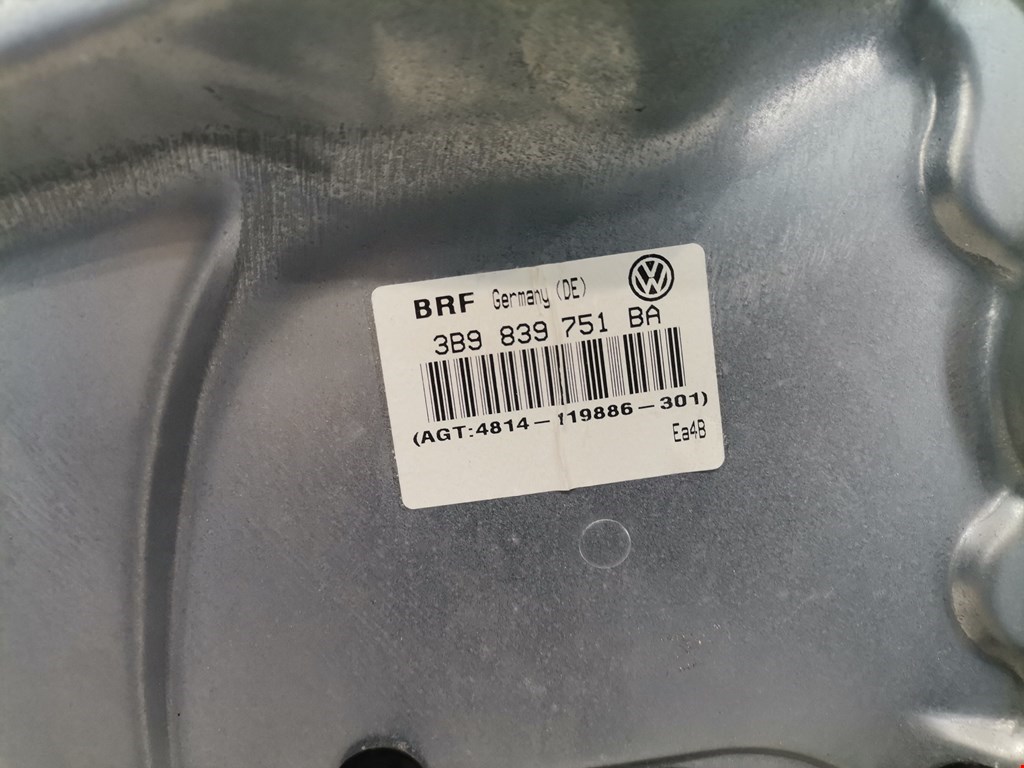 BRF Germany (DE)
3B9 839 751 BA
(AGT:4814-119886-301)
Ea4B